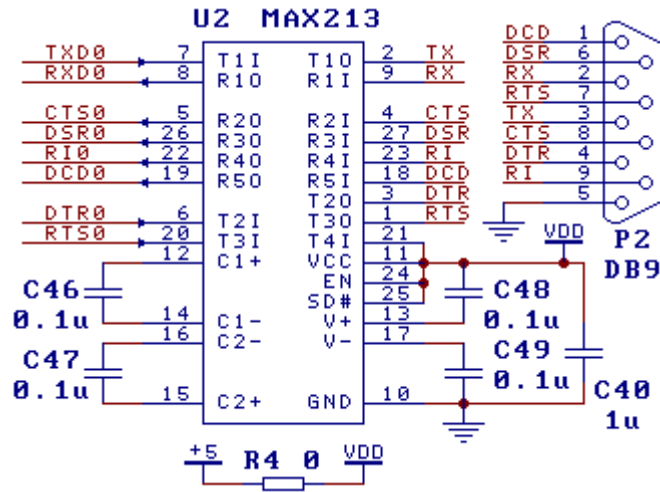 U2 MAX213
TXD0 7 T1I T1O 2 TX
RXD0 8 R1O R1I 9 RX
CTS0 5 R2O R2I 4 CTS
DSR0 26 R3O R3I 27 DSR
RI0 22 R4O R4I 23 RI
DCD0 19 R5O R5I 18 DCD
T2O 3 DTR
DTR0 6 T2I T3O 1 RTS
RTS0 20 T3I T4I 21
12 C1+ VCC 11
EN 24
SD# 25
C46
0.1u
14 C1- V+ 13
16 C2- V- 17
C47
0.1u
15 C2+ GND 10
C48
0.1u
C49
0.1u
C40
1u
VDD
DCD 1
DSR 6
RX 2
RTS 7
TX 3
CTS 8
DTR 4
RI 9
5
P2
DB9
+5 R4 0 VDD